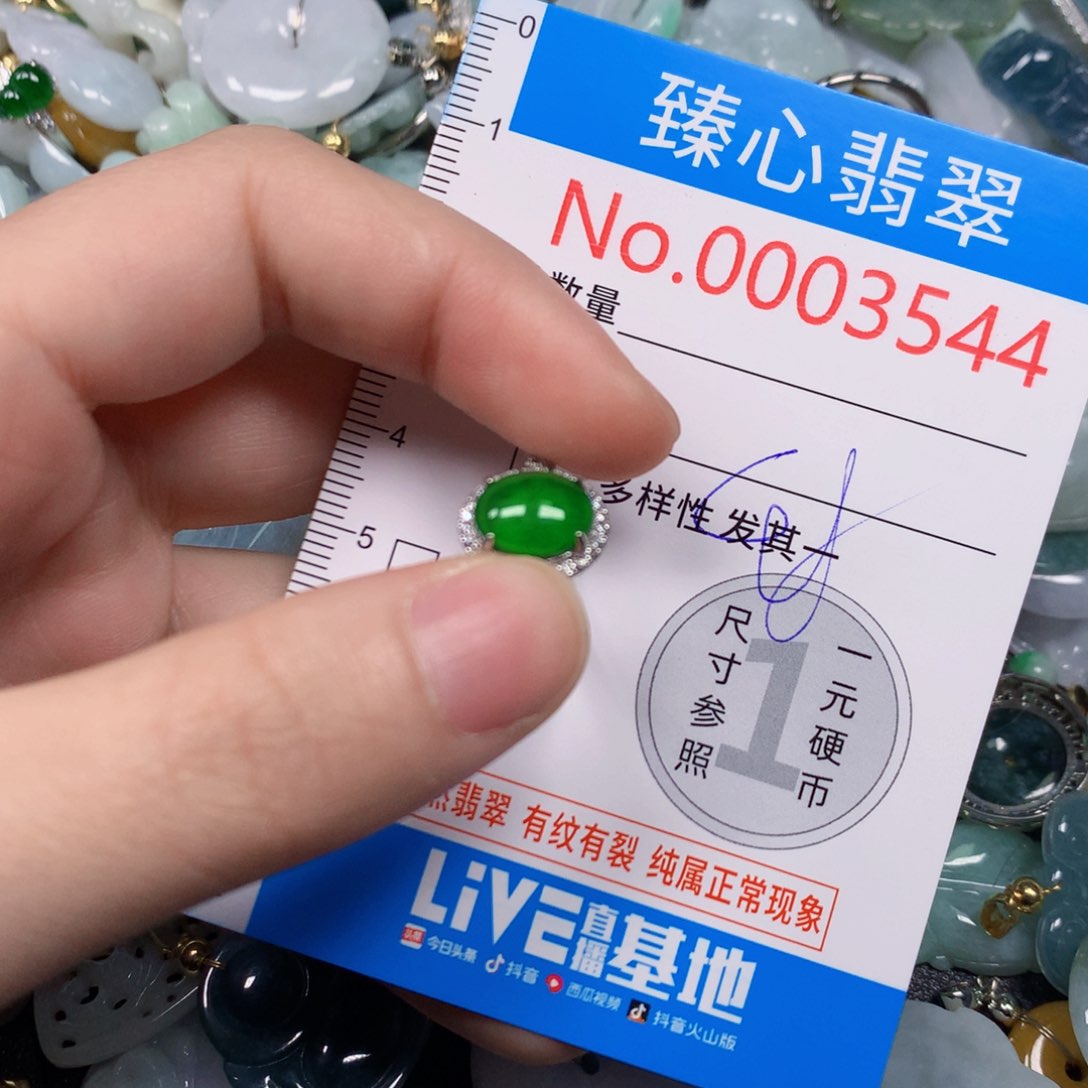 0
1
臻心翡翠
No.0003544
数量
4
多样性 发其一
5
尺寸参照
一元硬币
1
然翡翠 有纹有裂 纯属正常现象
LiVE直播基地
头条 今日头条 抖音 西瓜视频 抖音火山版